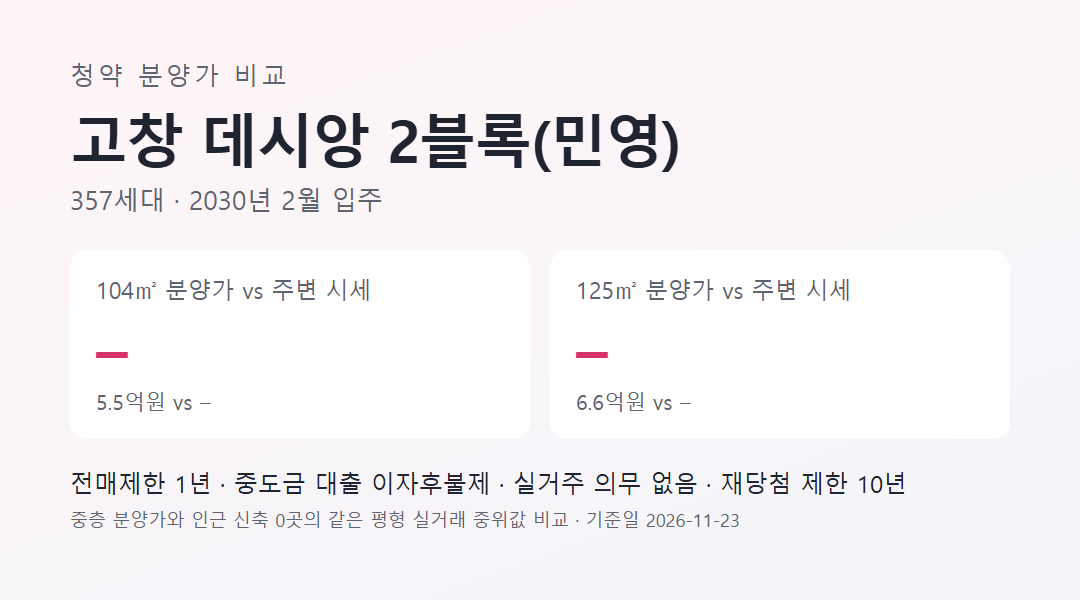 청약 분양가 비교
고창 데시앙 2블록(민영)
357세대 · 2030년 2월 입주
104㎡ 분양가 vs 주변 시세
–
5.5억원 vs –
125㎡ 분양가 vs 주변 시세
–
6.6억원 vs –
전매제한 1년 · 중도금 대출 이자후불제 · 실거주 의무 없음 · 재당첨 제한 10년
중층 분양가와 인근 신축 0곳의 같은 평형 실거래 중위값 비교 · 기준일 2026-11-23